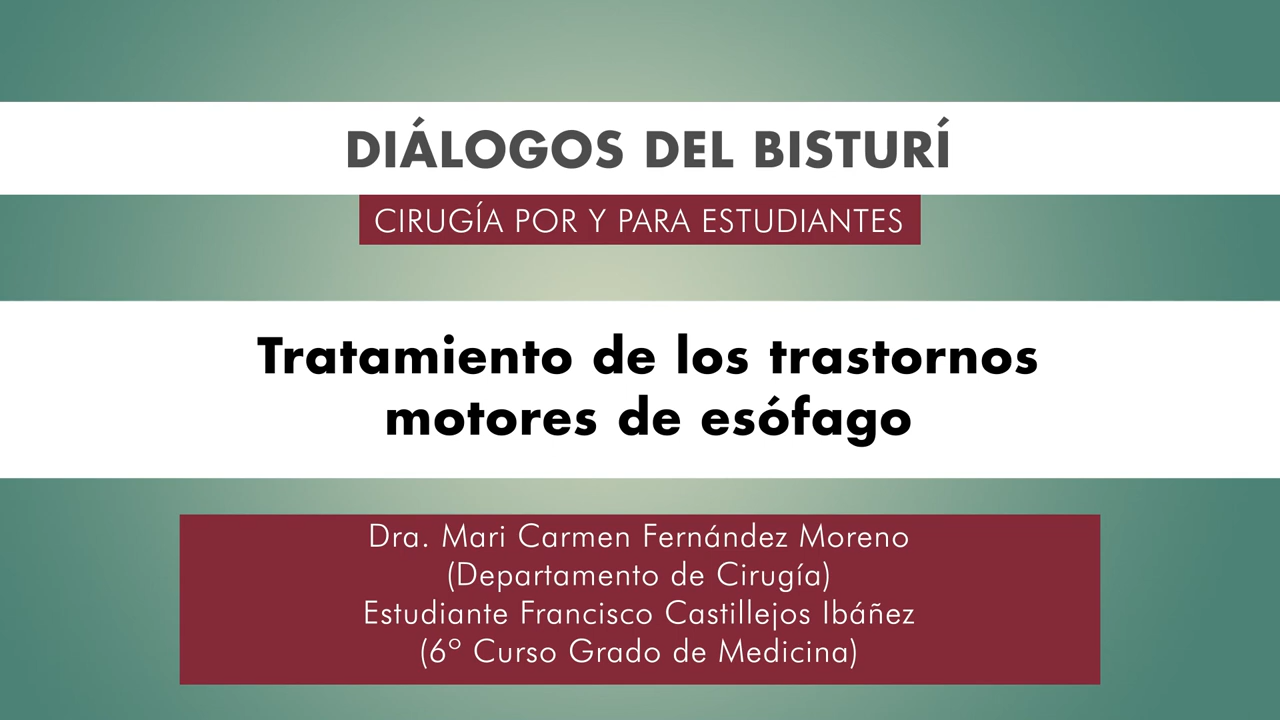 DIÁLOGOS DEL BISTURÍ
CIRUGÍA POR Y PARA ESTUDIANTES
Tratamiento de los trastornos
motores de esófago
Dra. Mari Carmen Fernández Moreno
(Departamento de Cirugía)
Estudiante Francisco Castillejos Ibáñez
(6º Curso Grado de Medicina)